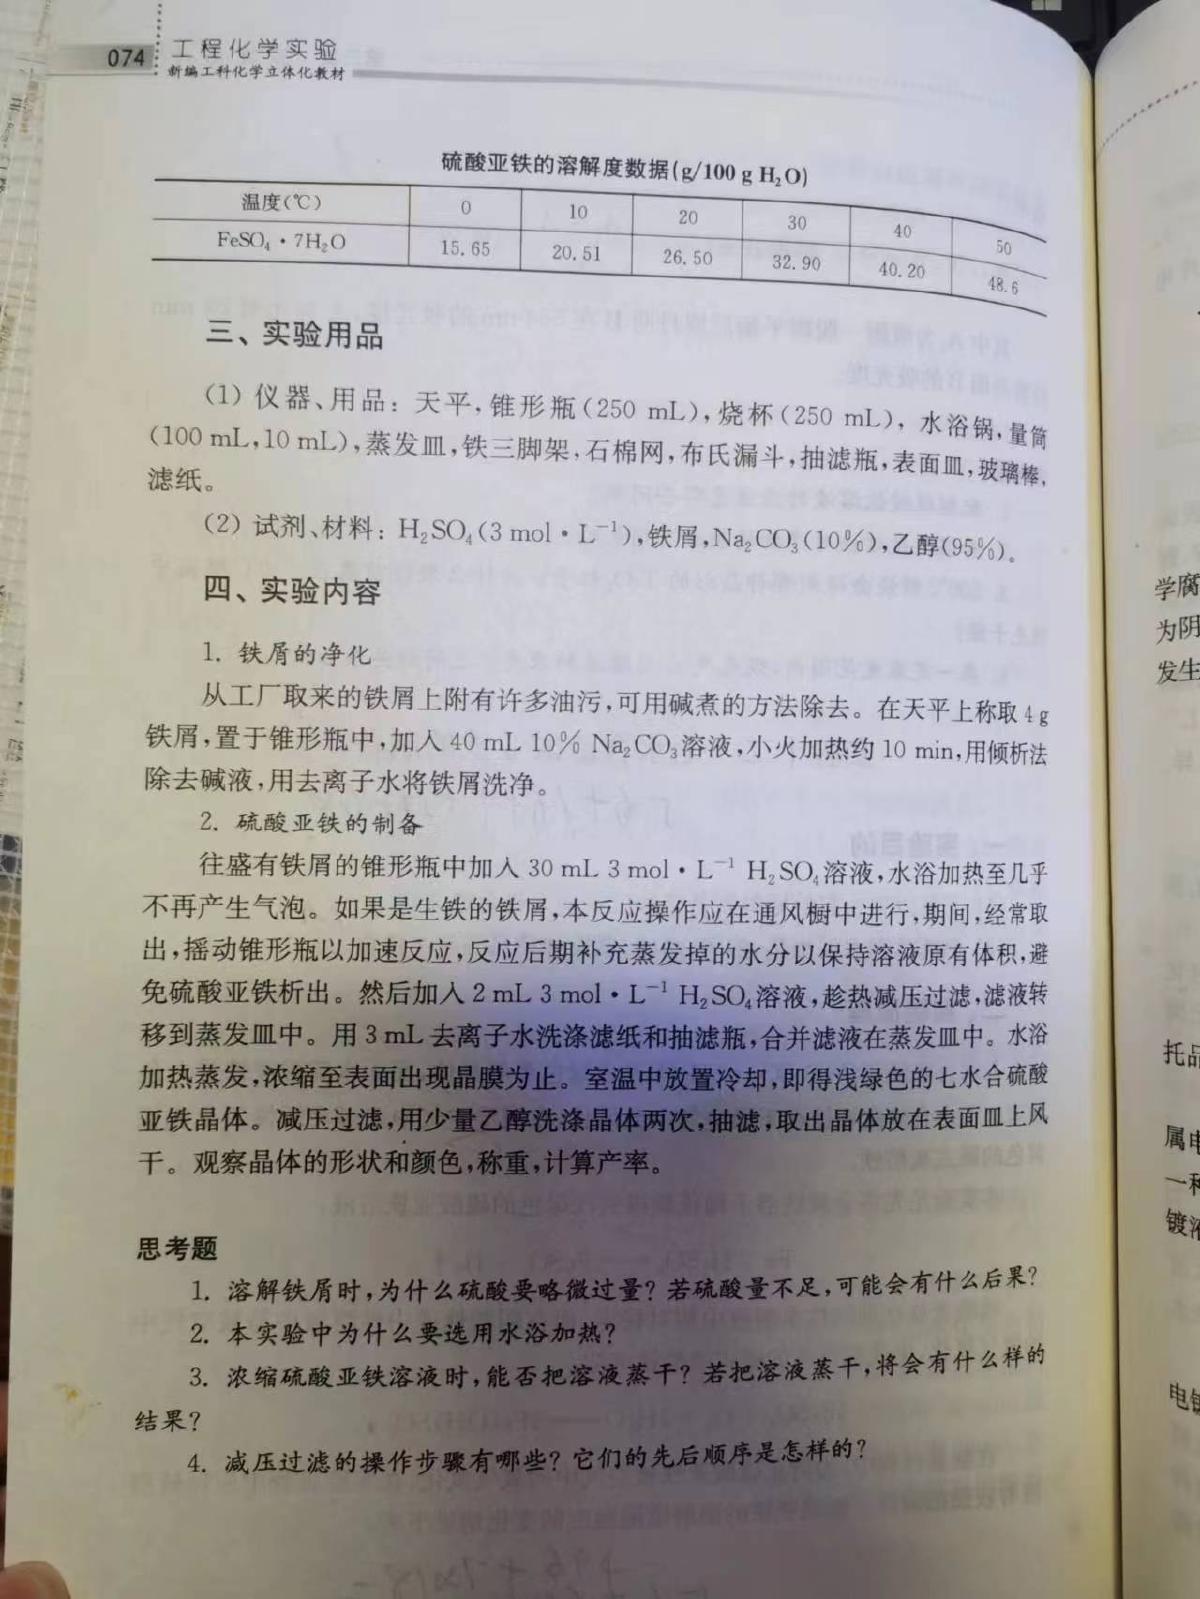 074
工程化学实验
新编工科化学立体化教材
硫酸亚铁的溶解度数据(g/100 g H₂O)
温度(℃) 0 10 20 30 40 50
FeSO₄·7H₂O 15.65 20.51 26.50 32.90 40.20 48.6
三、实验用品
(1) 仪器、用品：天平,锥形瓶(250 mL),烧杯(250 mL),水浴锅,量筒
(100 mL,10 mL),蒸发皿,铁三脚架,石棉网,布氏漏斗,抽滤瓶,表面皿,玻璃棒,
滤纸。
(2) 试剂、材料：H₂SO₄(3 mol·L⁻¹),铁屑,Na₂CO₃(10%),乙醇(95%)。
四、实验内容
1. 铁屑的净化
从工厂取来的铁屑上附有许多油污,可用碱煮的方法除去。在天平上称取 4 g
铁屑,置于锥形瓶中,加入 40 mL 10% Na₂CO₃溶液,小火加热约 10 min,用倾析法
除去碱液,用去离子水将铁屑洗净。
2. 硫酸亚铁的制备
往盛有铁屑的锥形瓶中加入 30 mL 3 mol·L⁻¹ H₂SO₄溶液,水浴加热至几乎
不再产生气泡。如果是生铁的铁屑,本反应操作应在通风橱中进行,期间,经常取
出,摇动锥形瓶以加速反应,反应后期补充蒸发掉的水分以保持溶液原有体积,避
免硫酸亚铁析出。然后加入 2 mL 3 mol·L⁻¹ H₂SO₄溶液,趁热减压过滤,滤液转
移到蒸发皿中。用 3 mL 去离子水洗涤滤纸和抽滤瓶,合并滤液在蒸发皿中。水浴
加热蒸发,浓缩至表面出现晶膜为止。室温中放置冷却,即得浅绿色的七水合硫酸
亚铁晶体。减压过滤,用少量乙醇洗涤晶体两次,抽滤,取出晶体放在表面皿上风
干。观察晶体的形状和颜色,称重,计算产率。
思考题
1. 溶解铁屑时,为什么硫酸要略微过量？若硫酸量不足,可能会有什么后果？
2. 本实验中为什么要选用水浴加热？
3. 浓缩硫酸亚铁溶液时,能否把溶液蒸干？若把溶液蒸干,将会有什么样的
结果？
4. 减压过滤的操作步骤有哪些？它们的先后顺序是怎样的？
学腐
为阴
发生
托品
属电
一种
镀液
电镀